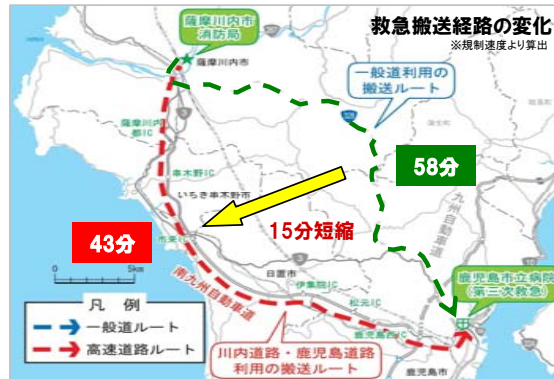 救急搬送経路の変化
※規制速度より算出
薩摩川内市
消防局
薩摩川内市
一般道利用の
搬送ルート
薩摩川内
都IC
串木野IC
58分
いちき串木野市
15分短縮
43分
市来IC
九州自動車道
日置市
伊集院IC
松元IC
鹿児島市立病院
(第三次救急)
南九州自動車道
鹿児島西IC
5km
凡 例
一般道ルート
高速道路ルート
川内道路・鹿児島道路
利用の搬送ルート
鹿児島市